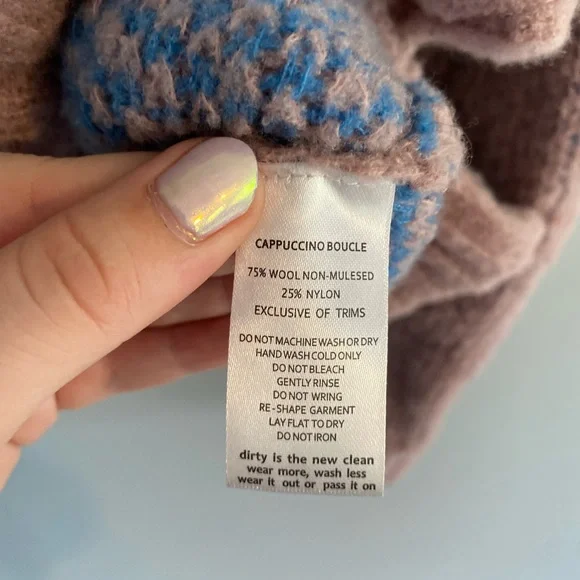 CAPPUCCINO BOUCLE
75% WOOL NON-MULESED
25% NYLON
EXCLUSIVE OF TRIMS
DO NOT MACHINE WASH OR DRY
HAND WASH COLD ONLY
DO NOT BLEACH
GENTLY RINSE
DO NOT WRING
RE-SHAPE GARMENT
LAY FLAT TO DRY
DO NOT IRON
dirty is the new clean
wear more, wash less
wear it out or pass it on